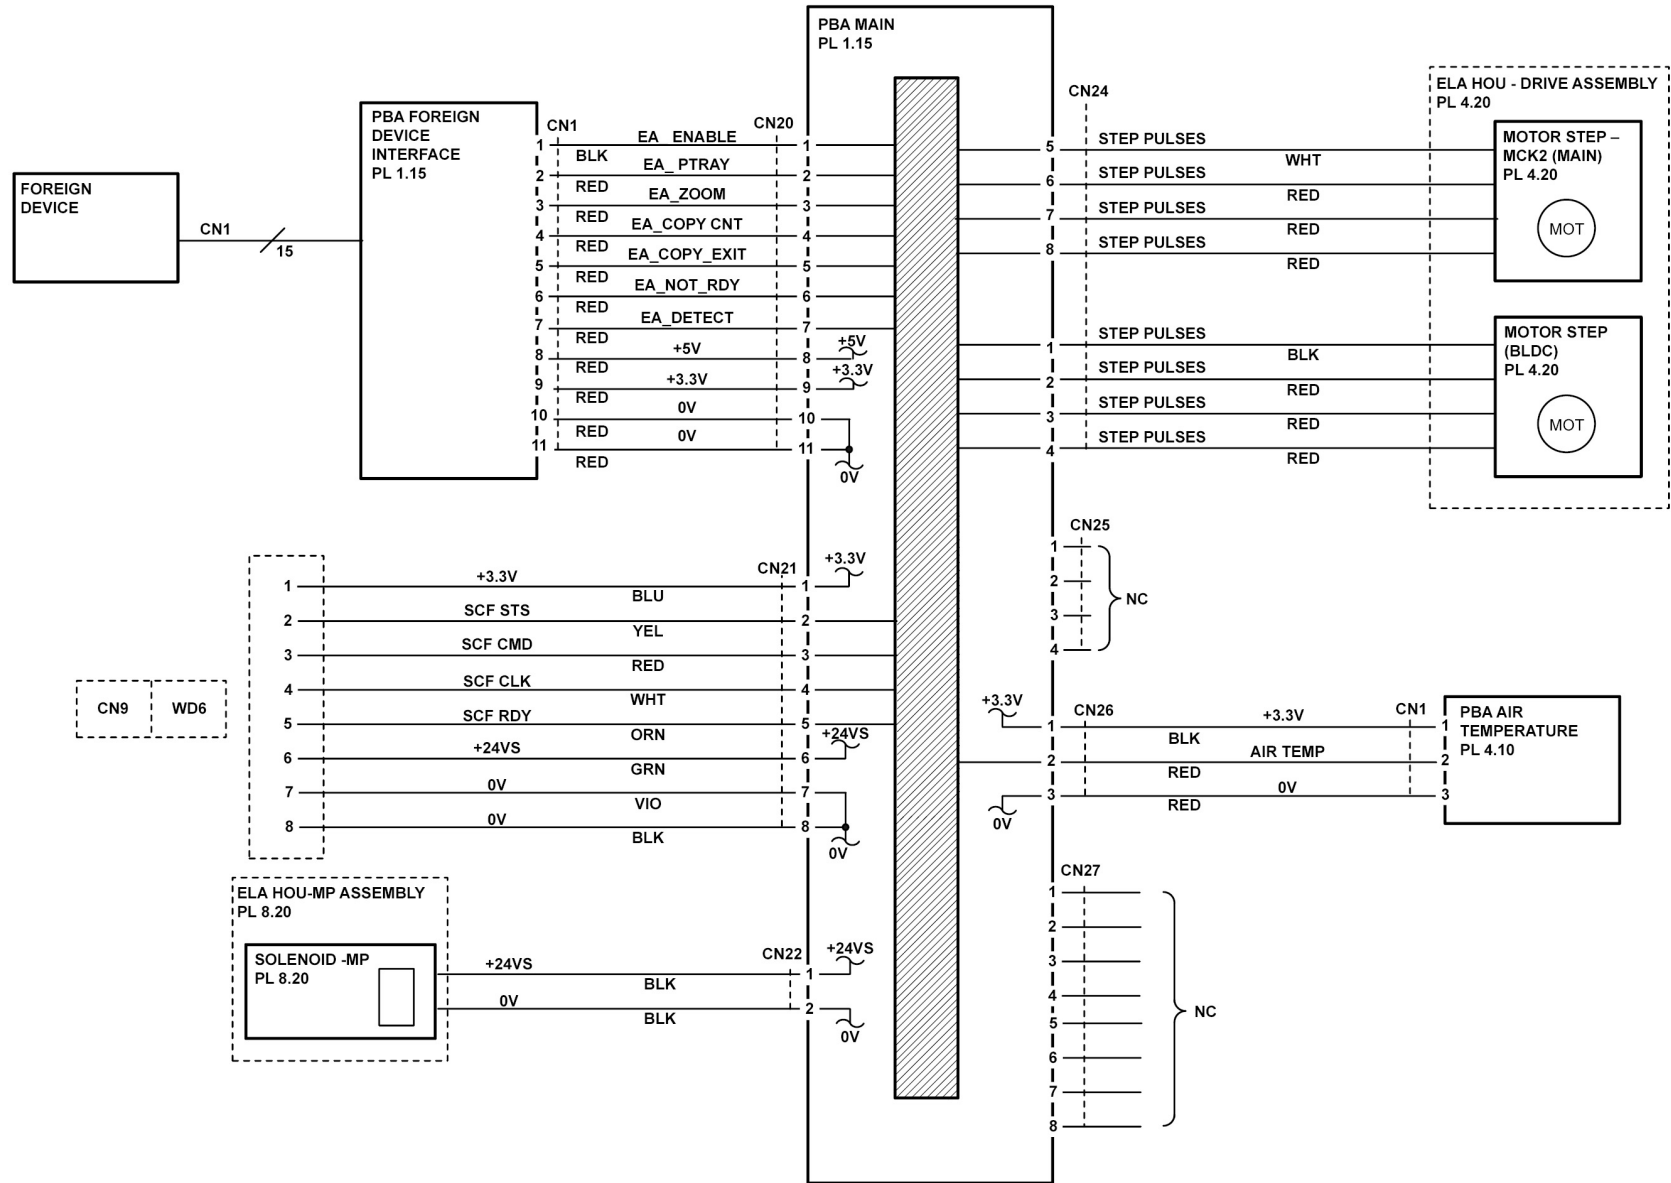 PBA MAIN
PL 1.15
FOREIGN
DEVICE
CN1
15
PBA FOREIGN
DEVICE
INTERFACE
PL 1.15
CN1
CN20
1
EA_ ENABLE
1
BLK
2
EA_ PTRAY
2
RED
3
EA_ZOOM
3
RED
4
EA_COPY CNT
4
RED
5
EA_COPY_EXIT
5
RED
6
EA_NOT_RDY
6
RED
7
EA_DETECT
7
RED
8
+5V
8
+5V
RED
9
+3.3V
9
+3.3V
RED
10
0V
10
RED
11
0V
11
RED
0V
CN24
5
STEP PULSES
WHT
6
STEP PULSES
RED
7
STEP PULSES
RED
8
STEP PULSES
RED
1
STEP PULSES
BLK
2
STEP PULSES
RED
3
STEP PULSES
RED
4
STEP PULSES
RED
ELA HOU - DRIVE ASSEMBLY
PL 4.20
MOTOR STEP –
MCK2 (MAIN)
PL 4.20
MOT
MOTOR STEP
(BLDC)
PL 4.20
MOT
CN25
1
2
3
4
NC
CN9
WD6
CN21
1
+3.3V
1
+3.3V
BLU
2
SCF STS
2
YEL
3
SCF CMD
3
RED
4
SCF CLK
4
WHT
5
SCF RDY
5
ORN
6
+24VS
6
+24VS
GRN
7
0V
7
VIO
8
0V
8
BLK
0V
+3.3V
1
CN26
+3.3V
CN1
1
BLK
2
AIR TEMP
2
RED
3
0V
3
RED
0V
PBA AIR
TEMPERATURE
PL 4.10
ELA HOU-MP ASSEMBLY
PL 8.20
SOLENOID -MP
PL 8.20
CN22
+24VS
1
+24VS
BLK
0V
2
BLK
0V
CN27
1
2
3
4
5
6
7
8
NC